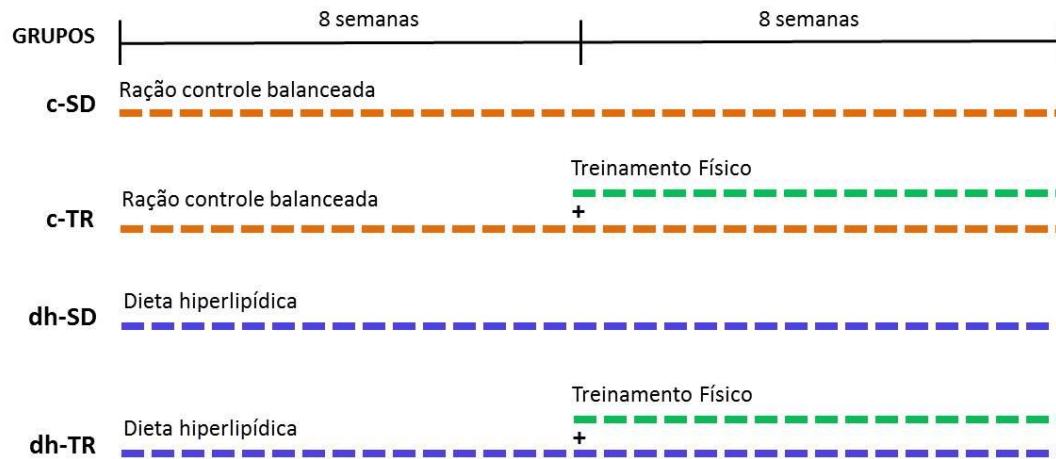 8 semanas
8 semanas
GRUPOS
Ração controle balanceada
c-SD
Treinamento Físico
Ração controle balanceada
+
c-TR
Dieta hiperlipídica
dh-SD
Treinamento Físico
Dieta hiperlipídica
+
dh-TR